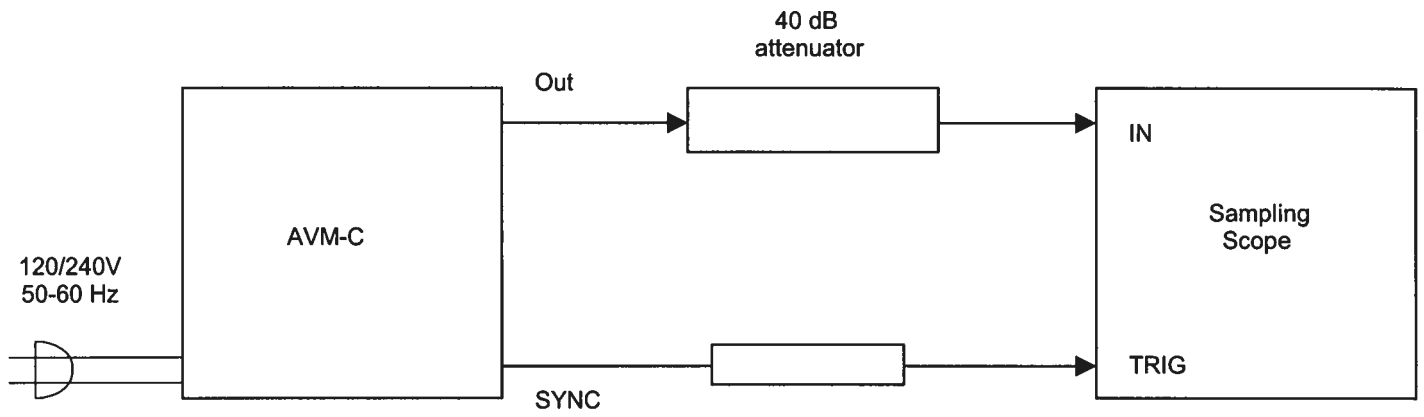 40 dB
attenuator
Out
IN
AVM-C
Sampling
Scope
120/240V
50-60 Hz
TRIG
SYNC